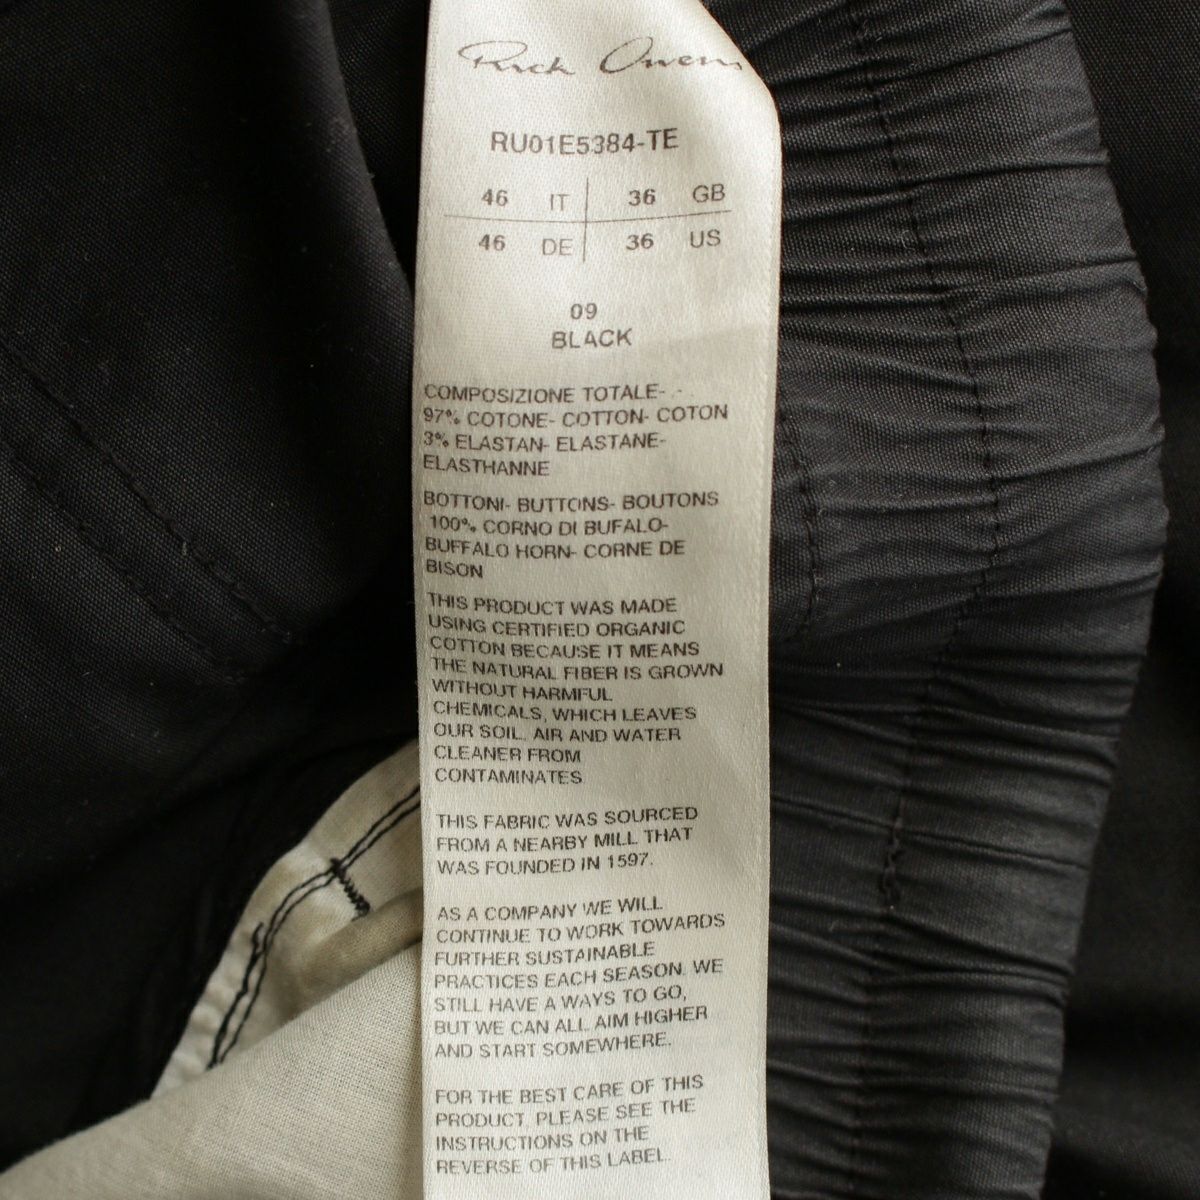 Rick Owens
RU01E5384-TE
46 IT 36 GB
46 DE 36 US
09
BLACK
COMPOSIZIONE TOTALE- -
97% COTONE- COTTON- COTON
3% ELASTAN- ELASTANE-
ELASTHANNE
BOTTONI- BUTTONS- BOUTONS
100% CORNO DI BUFALO-
BUFFALO HORN- CORNE DE
BISON
THIS PRODUCT WAS MADE
USING CERTIFIED ORGANIC
COTTON BECAUSE IT MEANS
THE NATURAL FIBER IS GROWN
WITHOUT HARMFUL
CHEMICALS, WHICH LEAVES
OUR SOIL, AIR AND WATER
CLEANER FROM
CONTAMINATES
THIS FABRIC WAS SOURCED
FROM A NEARBY MILL THAT
WAS FOUNDED IN 1597.
AS A COMPANY WE WILL
CONTINUE TO WORK TOWARDS
FURTHER SUSTAINABLE
PRACTICES EACH SEASON. WE
STILL HAVE A WAYS TO GO,
BUT WE CAN ALL AIM HIGHER
AND START SOMEWHERE.
FOR THE BEST CARE OF THIS
PRODUCT, PLEASE SEE THE
INSTRUCTIONS ON THE
REVERSE OF THIS LABEL.